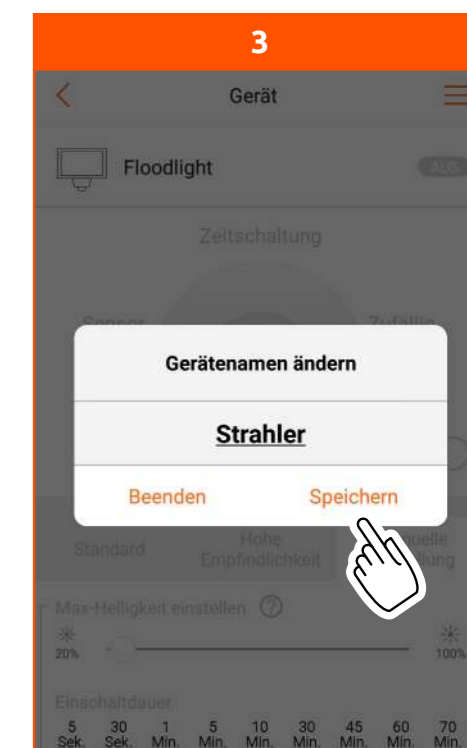 3
Gerät
Floodlight
AUS
Zeitschaltung
Gerätenamen ändern
Strahler
Beenden Speichern
Standard
Hohe
Empfindlichkeit
Max-Helligkeit einstellen ?
20% 100%
Einschaltdauer
5 30 1 5 10 30 45 60 70
Sek. Sek. Min. Min. Min. Min. Min. Min. Min.